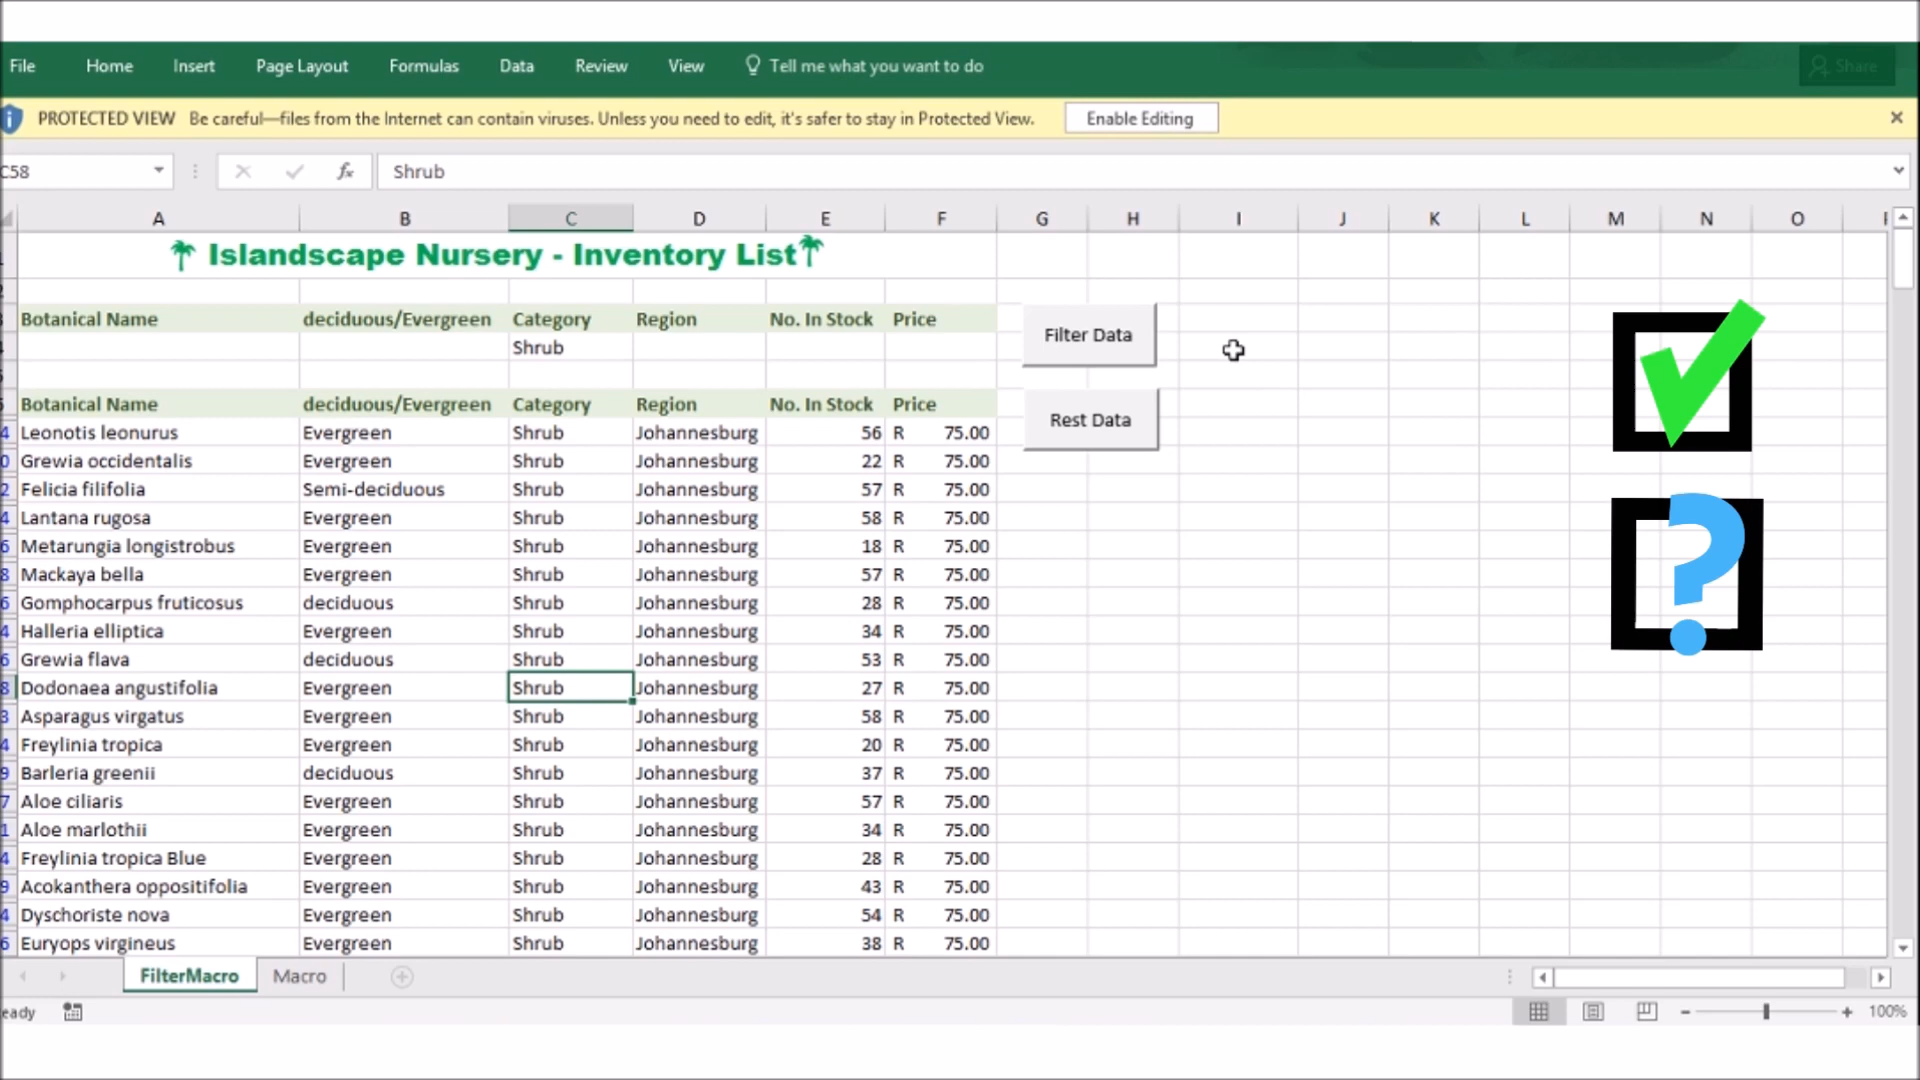 File Home Insert Page Layout Formulas Data Review View Tell me what you want to do Share
PROTECTED VIEW Be careful—files from the Internet can contain viruses. Unless you need to edit, it's safer to stay in Protected View. Enable Editing
C58 fx Shrub
A B C D E F G H I J K L M N O
Islandscape Nursery - Inventory List
Botanical Name deciduous/Evergreen Category Region No. In Stock Price Filter Data
Shrub
Botanical Name deciduous/Evergreen Category Region No. In Stock Price Rest Data
Leonotis leonurus Evergreen Shrub Johannesburg 56 R 75.00
Grewia occidentalis Evergreen Shrub Johannesburg 22 R 75.00
Felicia filifolia Semi-deciduous Shrub Johannesburg 57 R 75.00
Lantana rugosa Evergreen Shrub Johannesburg 58 R 75.00
Metarungia longistrobus Evergreen Shrub Johannesburg 18 R 75.00
Mackaya bella Evergreen Shrub Johannesburg 57 R 75.00
Gomphocarpus fruticosus deciduous Shrub Johannesburg 28 R 75.00
Halleria elliptica Evergreen Shrub Johannesburg 34 R 75.00
Grewia flava deciduous Shrub Johannesburg 53 R 75.00
Dodonaea angustifolia Evergreen Shrub Johannesburg 27 R 75.00
Asparagus virgatus Evergreen Shrub Johannesburg 58 R 75.00
Freylinia tropica Evergreen Shrub Johannesburg 20 R 75.00
Barleria greenii deciduous Shrub Johannesburg 37 R 75.00
Aloe ciliaris Evergreen Shrub Johannesburg 57 R 75.00
Aloe marlothii Evergreen Shrub Johannesburg 34 R 75.00
Freylinia tropica Blue Evergreen Shrub Johannesburg 28 R 75.00
Acokanthera oppositifolia Evergreen Shrub Johannesburg 43 R 75.00
Dyschoriste nova Evergreen Shrub Johannesburg 54 R 75.00
Euryops virgineus Evergreen Shrub Johannesburg 38 R 75.00
FilterMacro Macro
eady 100%
?